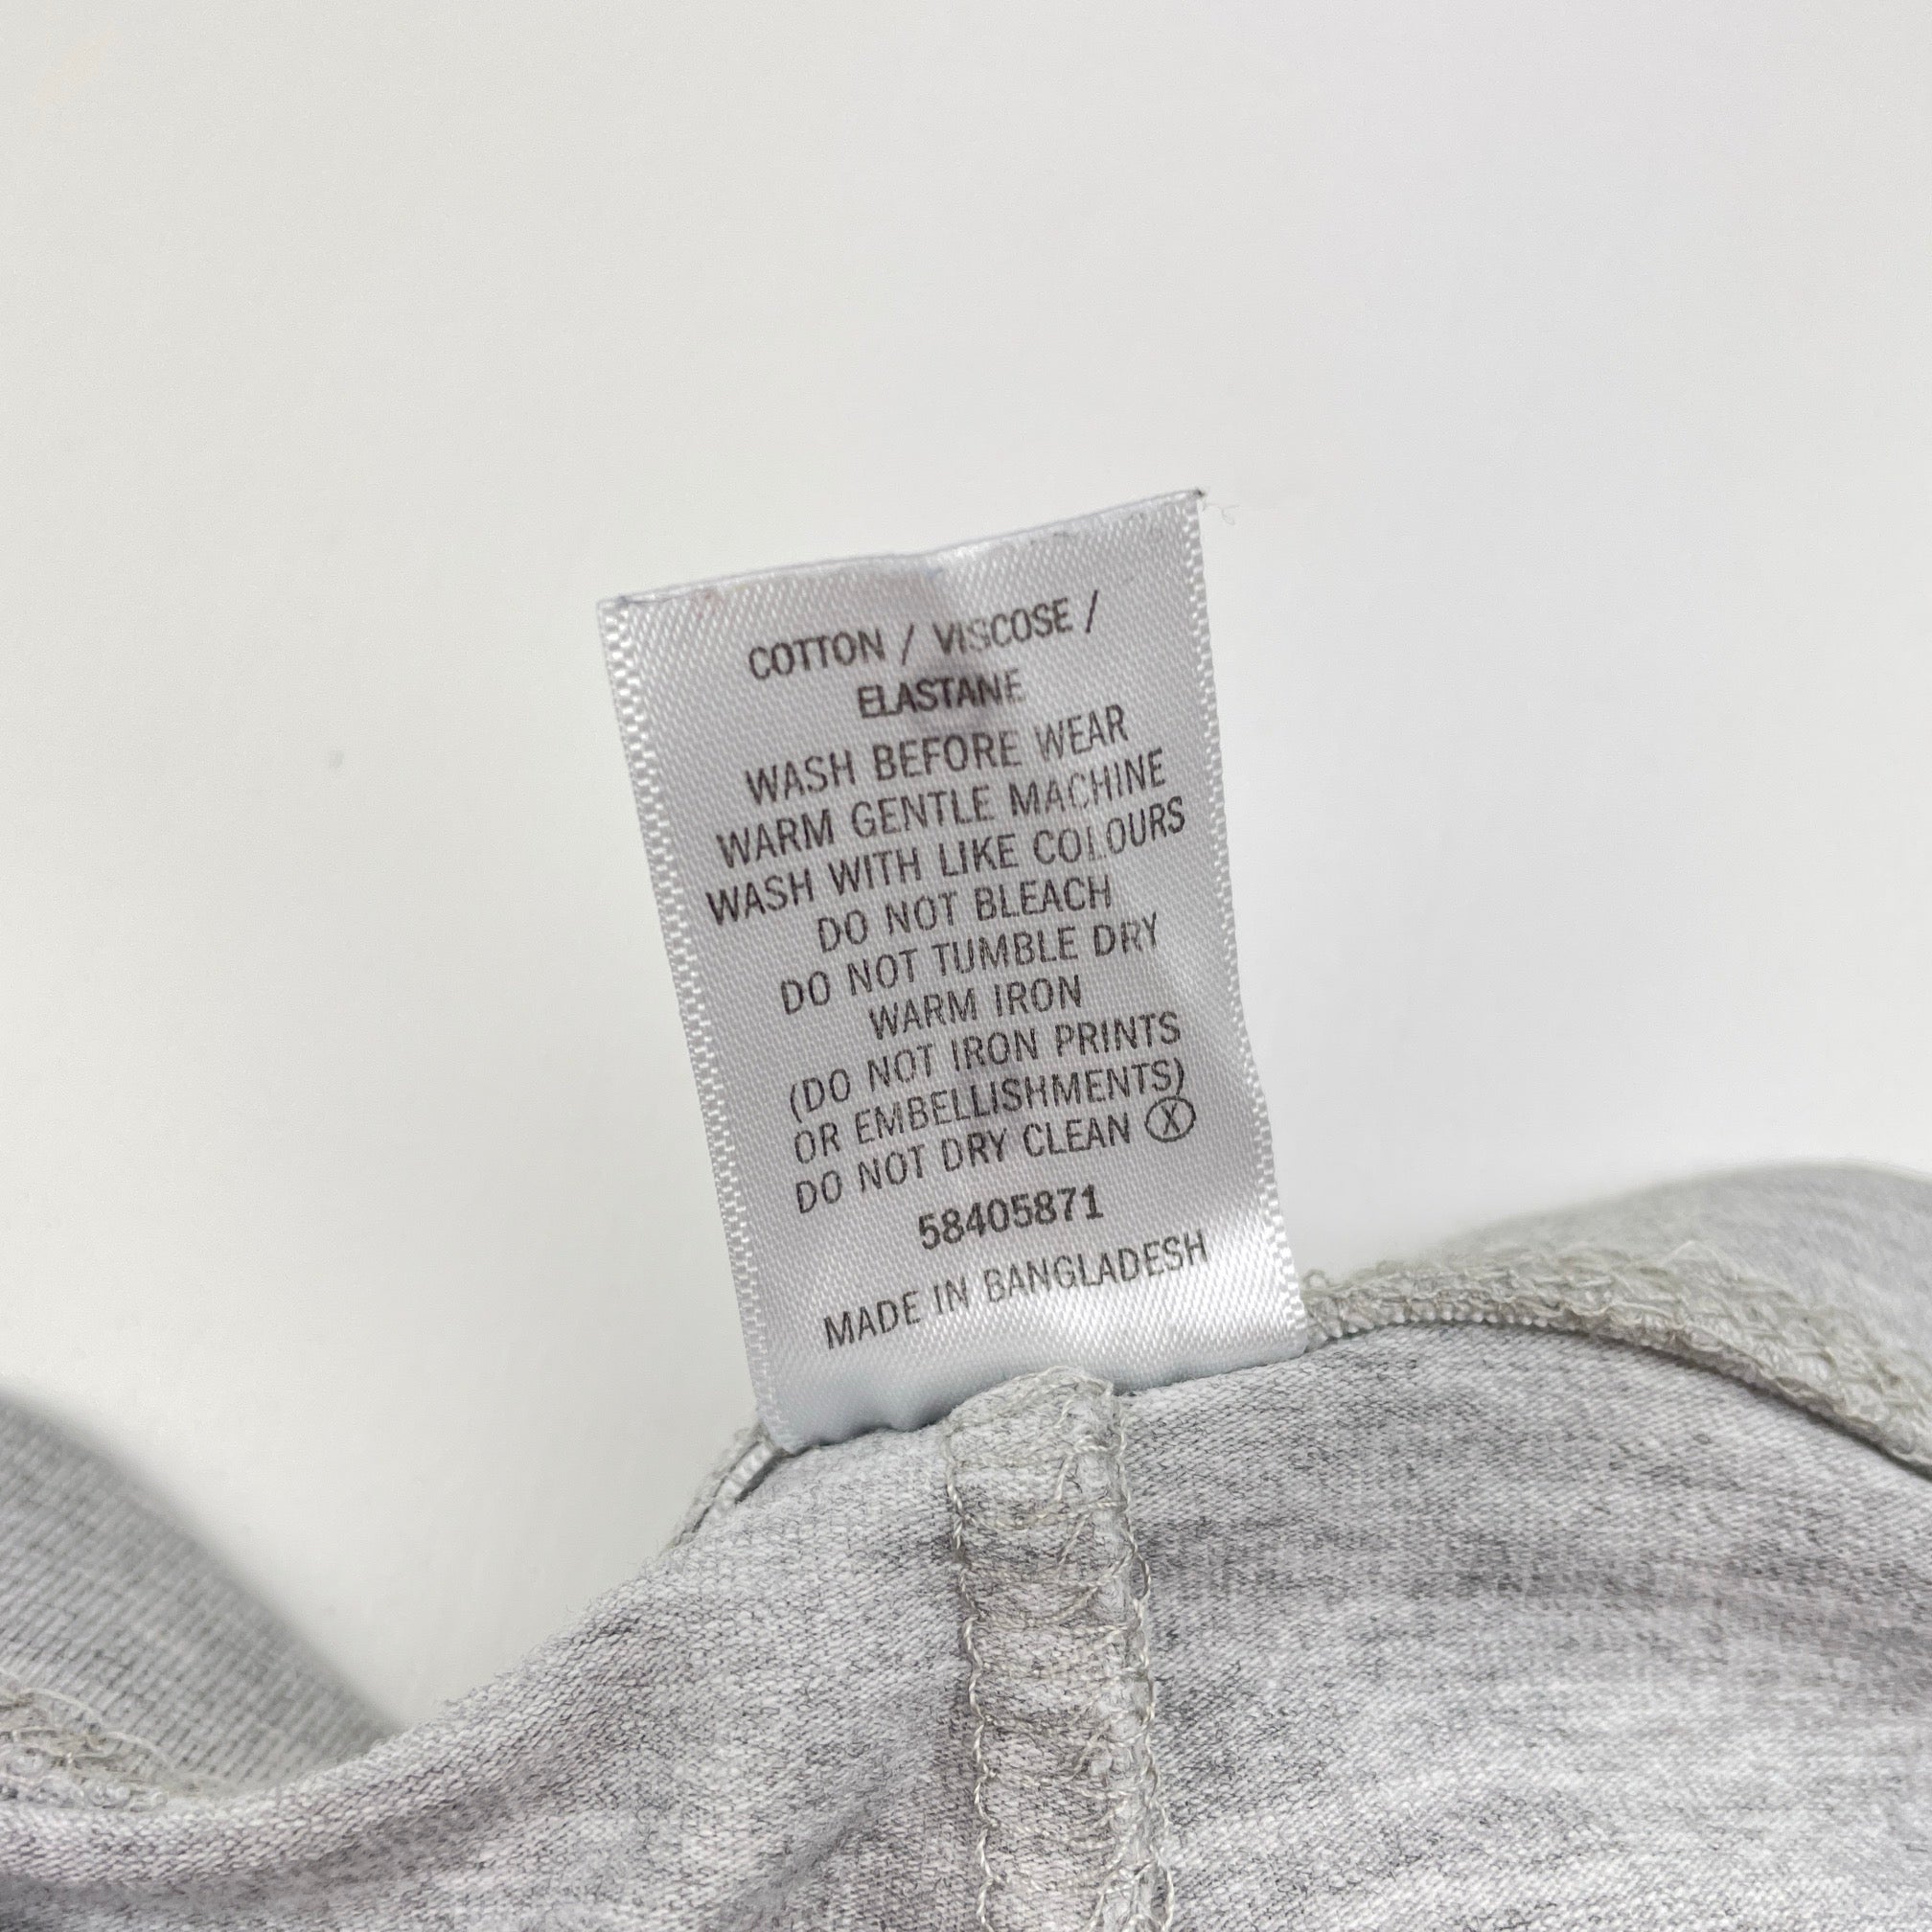 COTTON / VISCOSE /
ELASTANE
WASH BEFORE WEAR
WARM GENTLE MACHINE
WASH WITH LIKE COLOURS
DO NOT BLEACH
DO NOT TUMBLE DRY
WARM IRON
(DO NOT IRON PRINTS
OR EMBELLISHMENTS)
DO NOT DRY CLEAN Ⓧ
58405871
MADE IN BANGLADESH